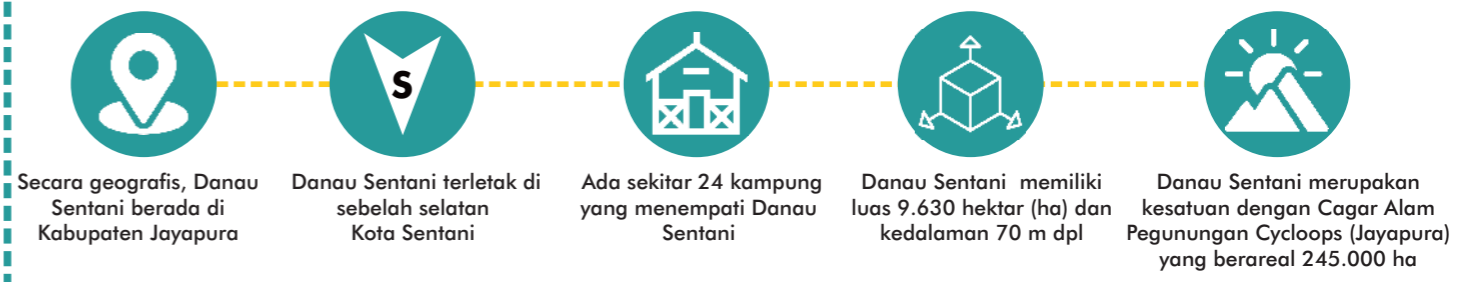 S
Secara geografis, Danau
Sentani berada di
Kabupaten Jayapura
Danau Sentani terletak di
sebelah selatan
Kota Sentani
Ada sekitar 24 kampung
yang menempati Danau
Sentani
Danau Sentani memiliki
luas 9.630 hektar (ha) dan
kedalaman 70 m dpl
Danau Sentani merupakan
kesatuan dengan Cagar Alam
Pegunungan Cycloops (Jayapura)
yang berareal 245.000 ha